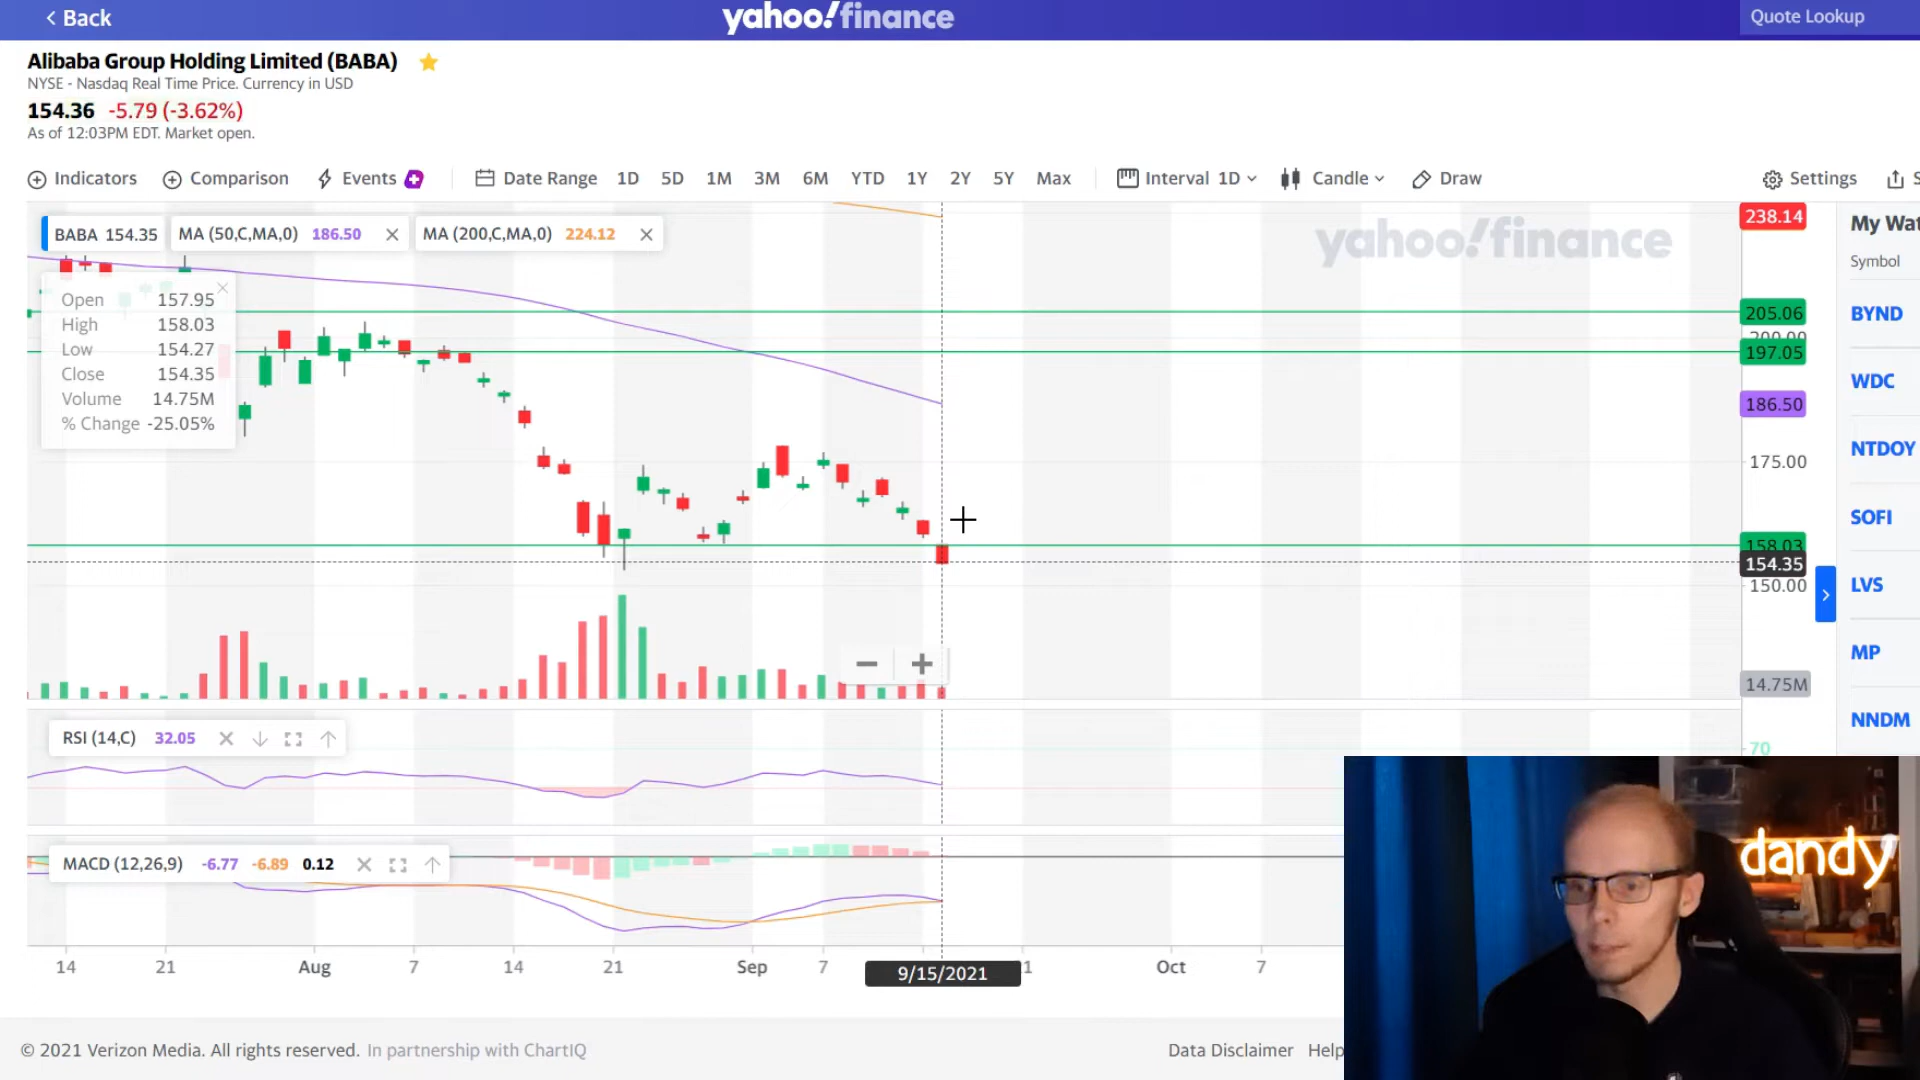 Back
yahoo!finance
Quote Lookup
Alibaba Group Holding Limited (BABA)
NYSE - Nasdaq Real Time Price. Currency in USD
154.36 -5.79 (-3.62%)
As of 12:03PM EDT. Market open.
Indicators Comparison Events Date Range 1D 5D 1M 3M 6M YTD 1Y 2Y 5Y Max Interval 1D Candle Draw Settings S
BABA 154.35 MA (50,C,MA,0) 186.50 MA (200,C,MA,0) 224.12
yahoo!finance
Open 157.95
High 158.03
Low 154.27
Close 154.35
Volume 14.75M
% Change -25.05%
238.14
205.06
200.00
197.05
186.50
175.00
158.03
154.35
150.00
14.75M
My Wat
Symbol
BYND
WDC
NTDOY
SOFI
LVS
MP
NNDM
RSI (14,C) 32.05
70
MACD (12,26,9) -6.77 -6.89 0.12
14 21 Aug 7 14 21 Sep 7 9/15/2021 1 Oct 7
dandy
© 2021 Verizon Media. All rights reserved. In partnership with ChartIQ
Data Disclaimer Help